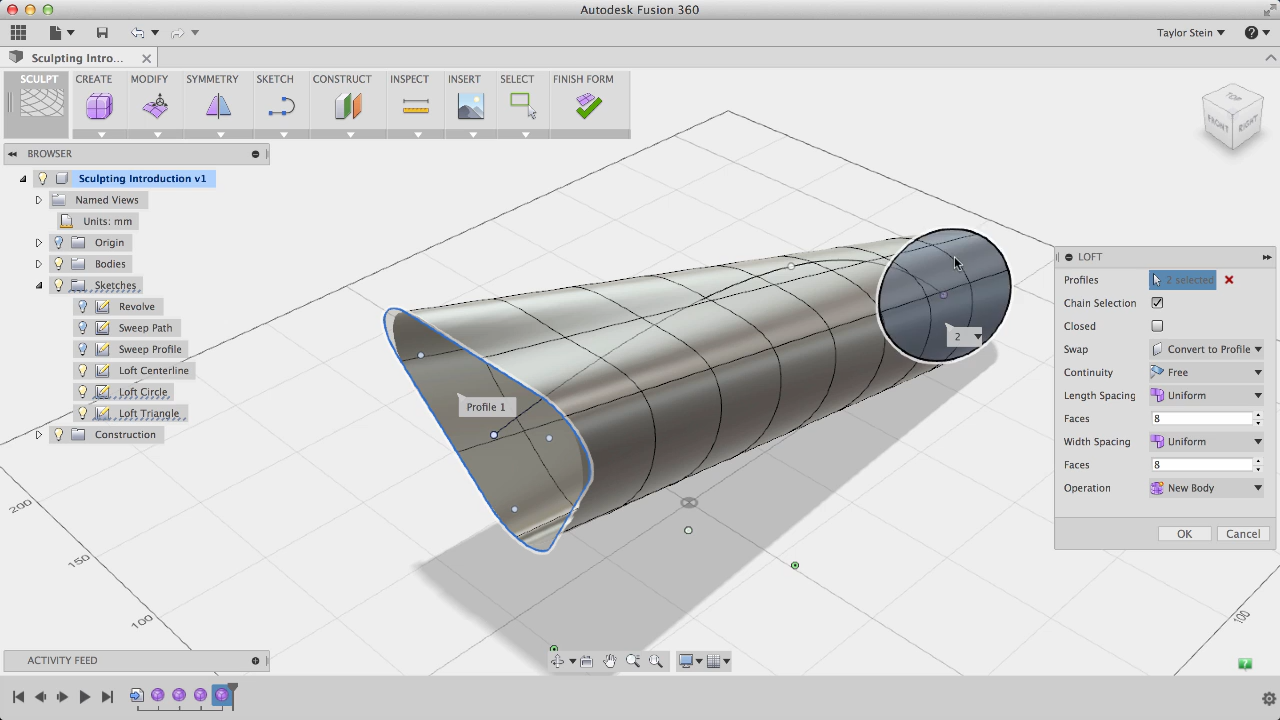 Autodesk Fusion 360
Taylor Stein
Sculpting Intro...
SCULPT CREATE MODIFY SYMMETRY SKETCH CONSTRUCT INSPECT INSERT SELECT FINISH FORM
TOP
FRONT RIGHT
BROWSER
Sculpting Introduction v1
Named Views
Units: mm
Origin
Bodies
Sketches
Revolve
Sweep Path
Sweep Profile
Loft Centerline
Loft Circle
Loft Triangle
Construction
Profile 1
2
LOFT
Profiles 2 selected
Chain Selection
Closed
Swap Convert to Profile
Continuity Free
Length Spacing Uniform
Faces 8
Width Spacing Uniform
Faces 8
Operation New Body
OK Cancel
200
150
100
100
ACTIVITY FEED